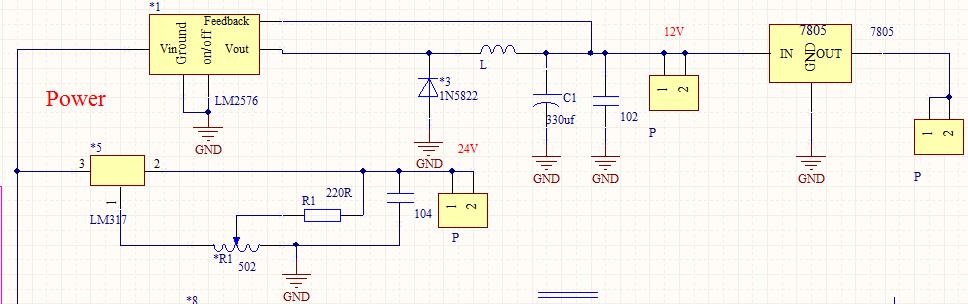 *1
Feedback
Vin
Ground
on/off
Vout
LM2576
GND
Power
*3
1N5822
GND
L
C1
330uf
GND
102
GND
12V
1
2
P
7805
IN
GND
OUT
GND
7805
1
2
P
*5
3
2
1
LM317
R1
220R
*R1
502
GND
104
24V
1
2
P
*8